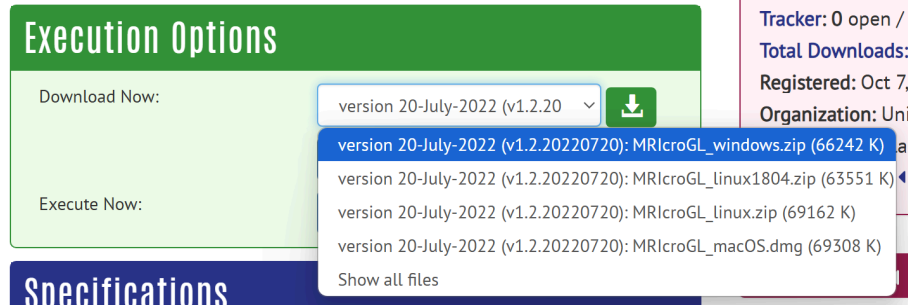 Execution Options
Tracker: 0 open /
Total Downloads:
Registered: Oct 7,
Organization: Uni
Download Now:
version 20-July-2022 (v1.2.20
version 20-July-2022 (v1.2.20220720): MRIcroGL_windows.zip (66242 K)
version 20-July-2022 (v1.2.20220720): MRIcroGL_linux1804.zip (63551 K)
version 20-July-2022 (v1.2.20220720): MRIcroGL_linux.zip (69162 K)
version 20-July-2022 (v1.2.20220720): MRIcroGL_macOS.dmg (69308 K)
Show all files
Execute Now:
Specifications